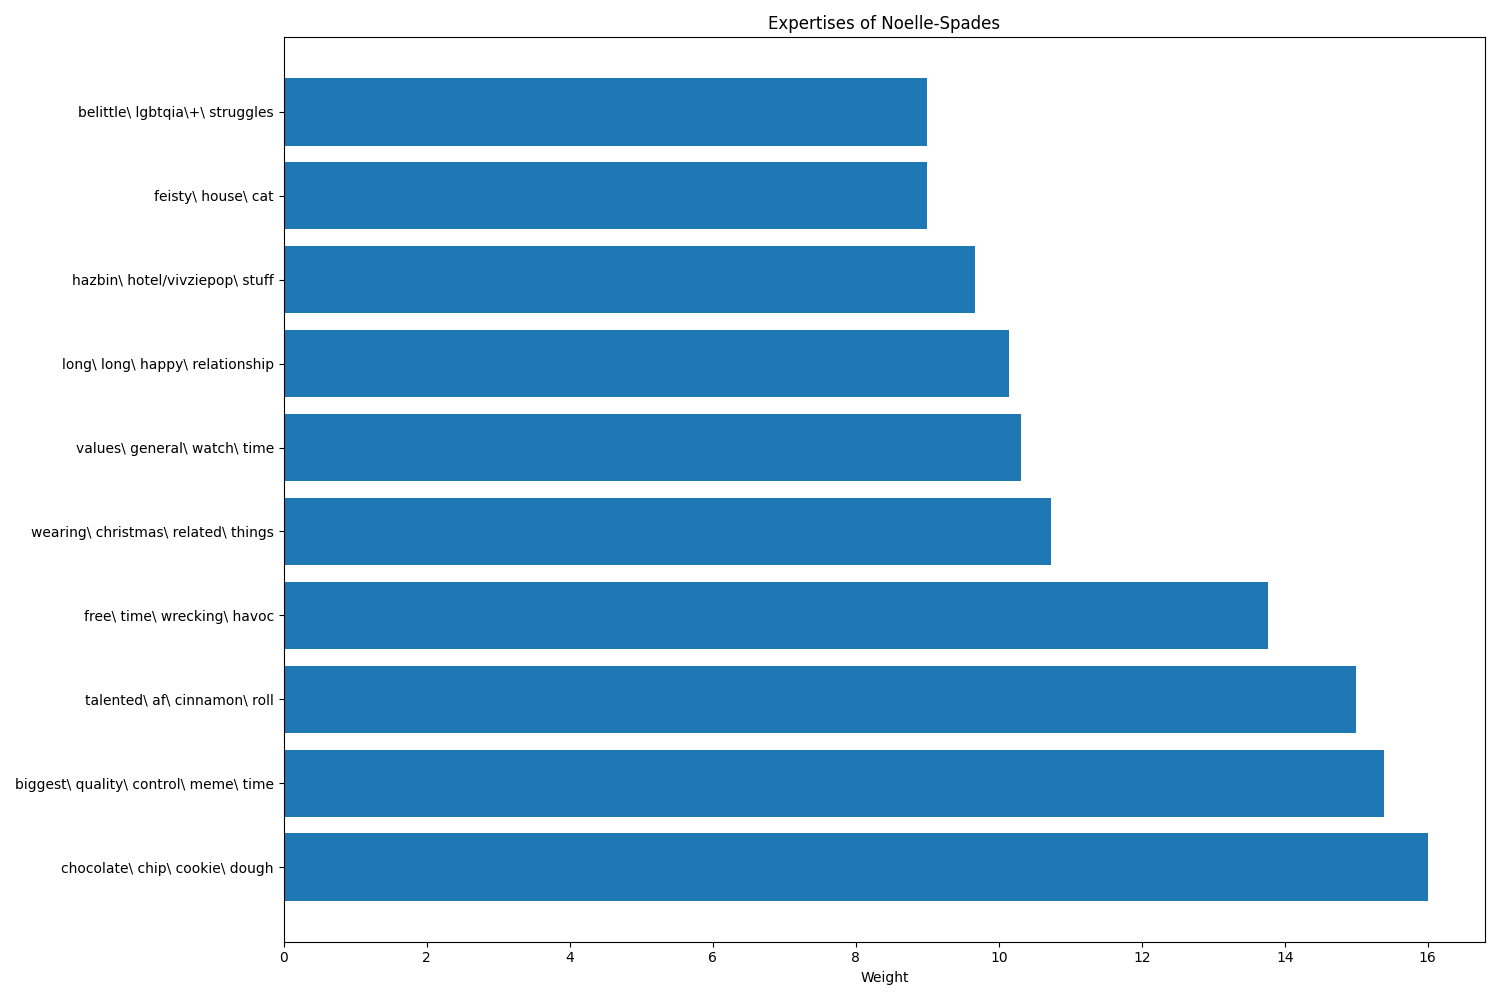 Expertises of Noelle-Spades
belittle\ lgbtqia\+\ struggles
feisty\ house\ cat
hazbin\ hotel/vivziepop\ stuff
long\ long\ happy\ relationship
values\ general\ watch\ time
wearing\ christmas\ related\ things
free\ time\ wrecking\ havoc
talented\ af\ cinnamon\ roll
biggest\ quality\ control\ meme\ time
chocolate\ chip\ cookie\ dough
0 2 4 6 8 10 12 14 16
Weight